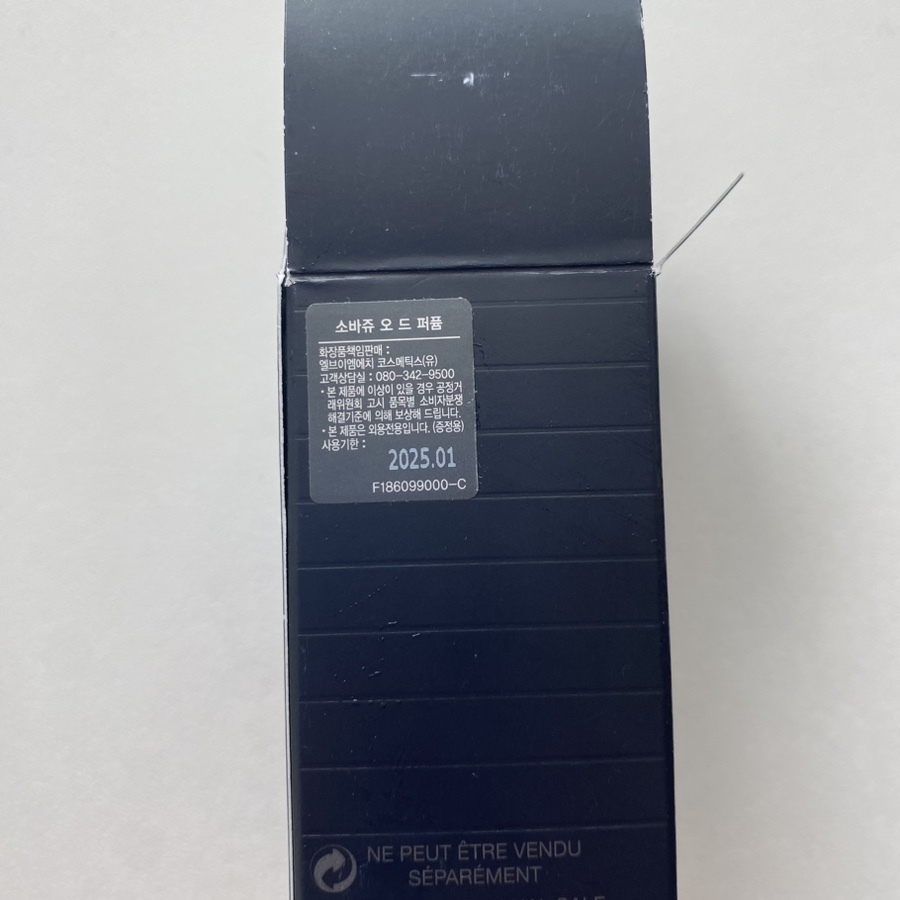 소바쥬 오 드 퍼퓸
화장품책임판매 :
엘브이엠에치 코스메틱스(유)
고객상담실 : 080-342-9500
• 본 제품에 이상이 있을 경우 공정거
래위원회 고시 품목별 소비자분쟁
해결기준에 의해 보상해 드립니다.
• 본 제품은 외용전용입니다. (증정용)
사용기한 :
2025.01
F186099000-C
NE PEUT ÊTRE VENDU
SÉPARÉMENT